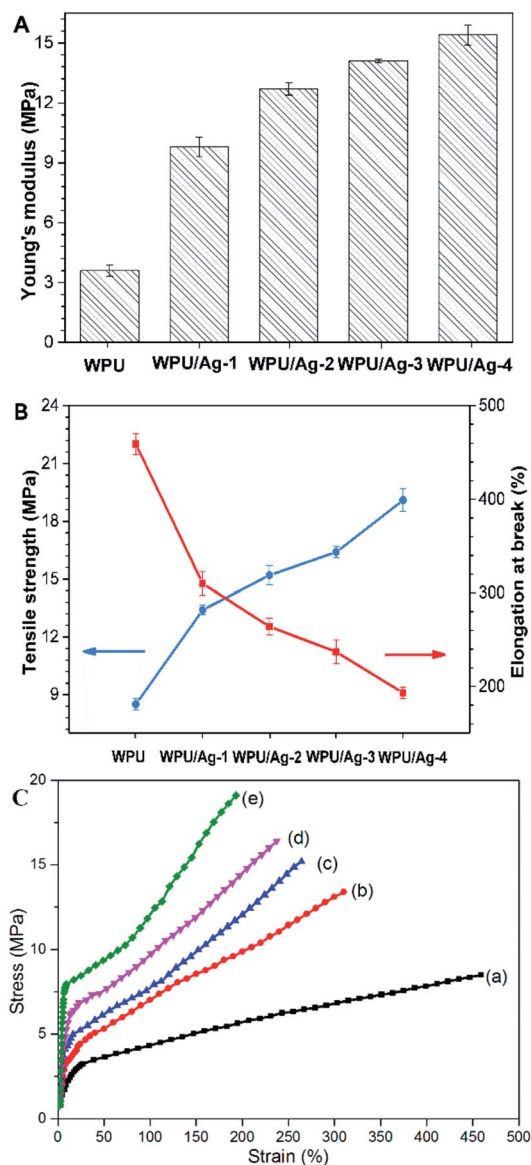 A
Young's modulus (MPa)
15
12
9
6
3
0
WPU WPU/Ag-1 WPU/Ag-2 WPU/Ag-3 WPU/Ag-4
B
Tensile strength (MPa)
24
21
18
15
12
9
500
400
300
200
Elongation at break (%)
WPU WPU/Ag-1 WPU/Ag-2 WPU/Ag-3 WPU/Ag-4
C
Stress (MPa)
20
15
10
5
0
(e)
(d)
(c)
(b)
(a)
0 50 100 150 200 250 300 350 400 450 500
Strain (%)